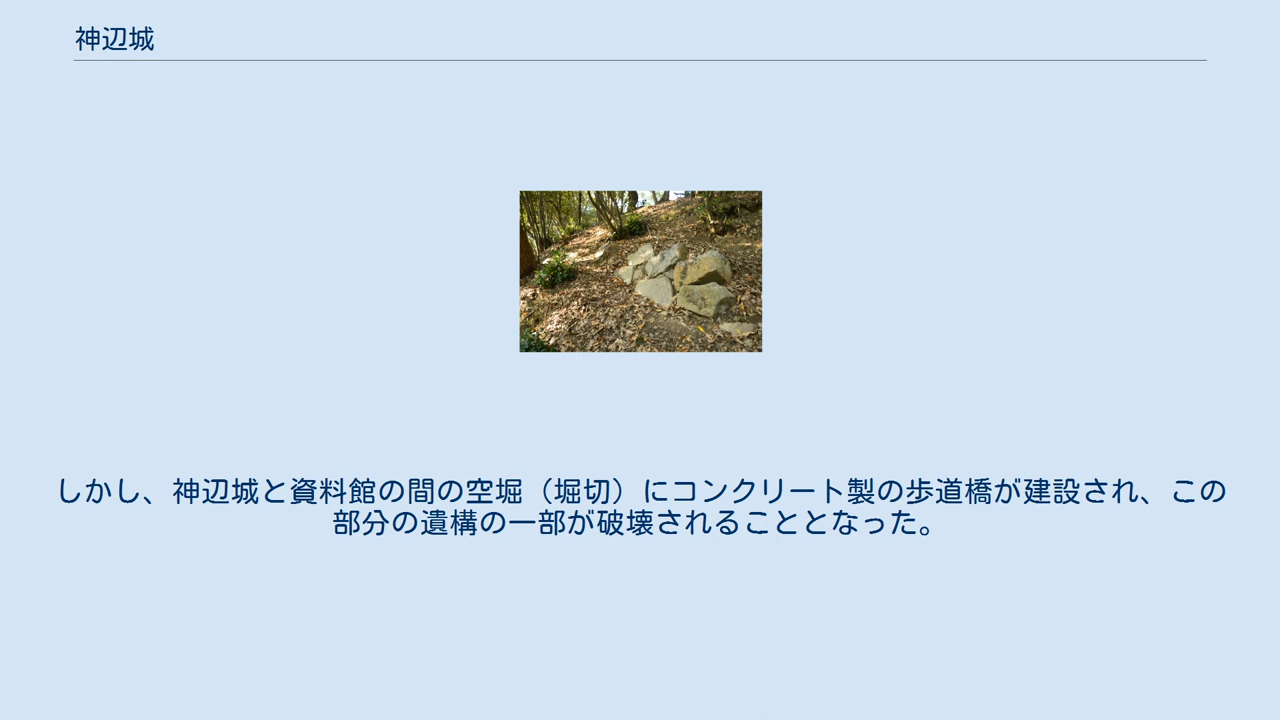 神辺城
しかし、神辺城と資料館の間の空堀（堀切）にコンクリート製の歩道橋が建設され、この
部分の遺構の一部が破壊されることとなった。